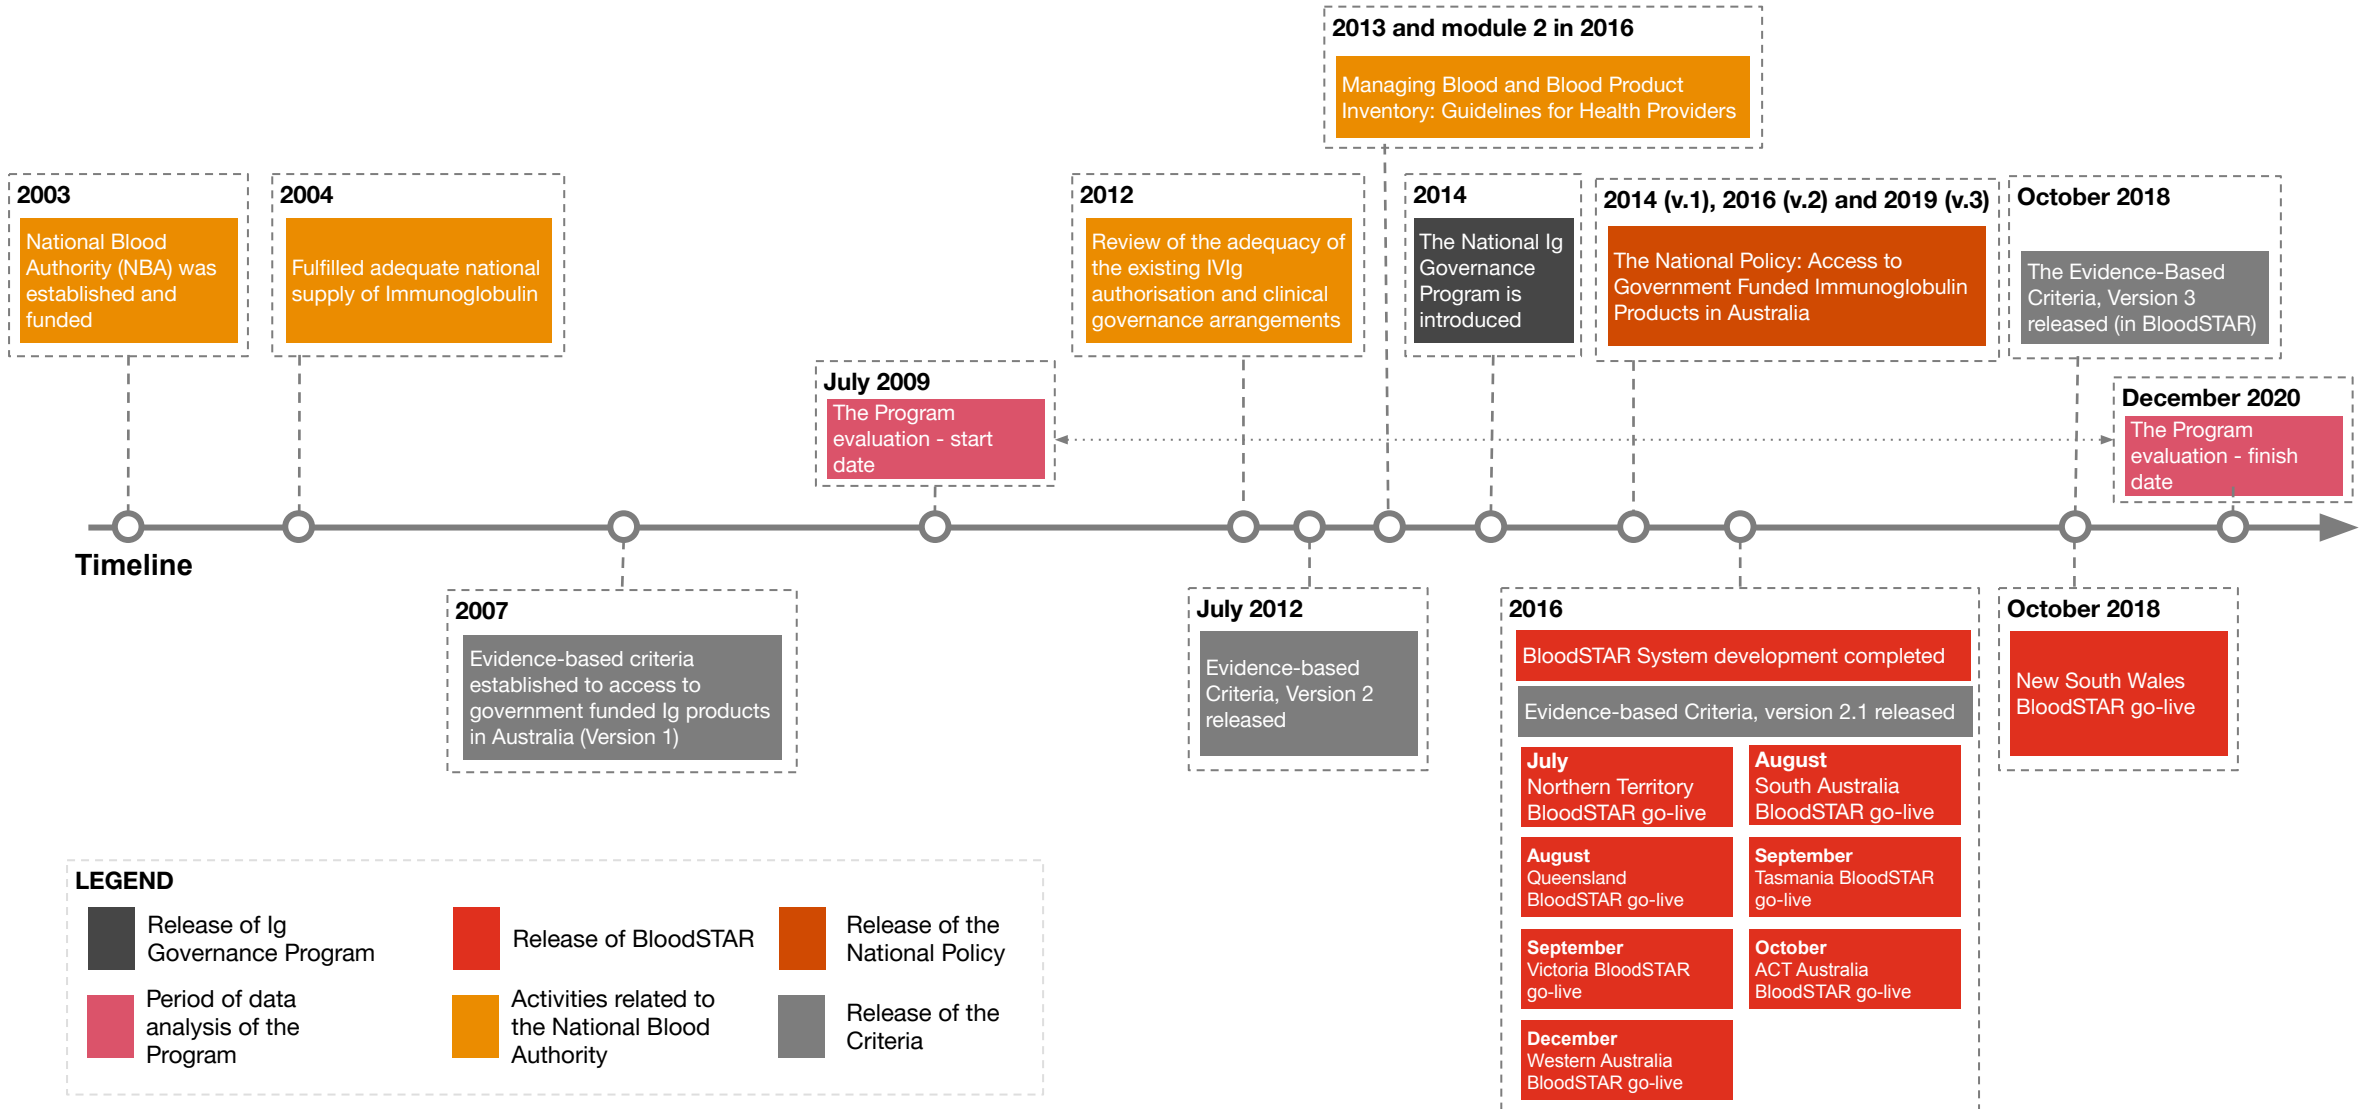 2013 and module 2 in 2016
Managing Blood and Blood Product
Inventory: Guidelines for Health Providers
2003
National Blood
Authority (NBA) was
established and
funded
2004
Fulfilled adequate national
supply of Immunoglobulin
2012
Review of the adequacy of
the existing IVIg
authorisation and clinical
governance arrangements
2014
The National Ig
Governance
Program is
introduced
2014 (v.1), 2016 (v.2) and 2019 (v.3)
The National Policy: Access to
Government Funded Immunoglobulin
Products in Australia
October 2018
The Evidence-Based
Criteria, Version 3
released (in BloodSTAR)
July 2009
The Program
evaluation - start
date
December 2020
The Program
evaluation - finish
date
Timeline
2007
Evidence-based criteria
established to access to
government funded Ig products
in Australia (Version 1)
July 2012
Evidence-based
Criteria, Version 2
released
2016
BloodSTAR System development completed
Evidence-based Criteria, version 2.1 released
July
Northern Territory
BloodSTAR go-live
August
South Australia
BloodSTAR go-live
August
Queensland
BloodSTAR go-live
September
Tasmania BloodSTAR
go-live
September
Victoria BloodSTAR
go-live
October
ACT Australia
BloodSTAR go-live
December
Western Australia
BloodSTAR go-live
October 2018
New South Wales
BloodSTAR go-live
LEGEND
Release of Ig
Governance Program
Release of BloodSTAR
Release of the
National Policy
Period of data
analysis of the
Program
Activities related to
the National Blood
Authority
Release of the
Criteria